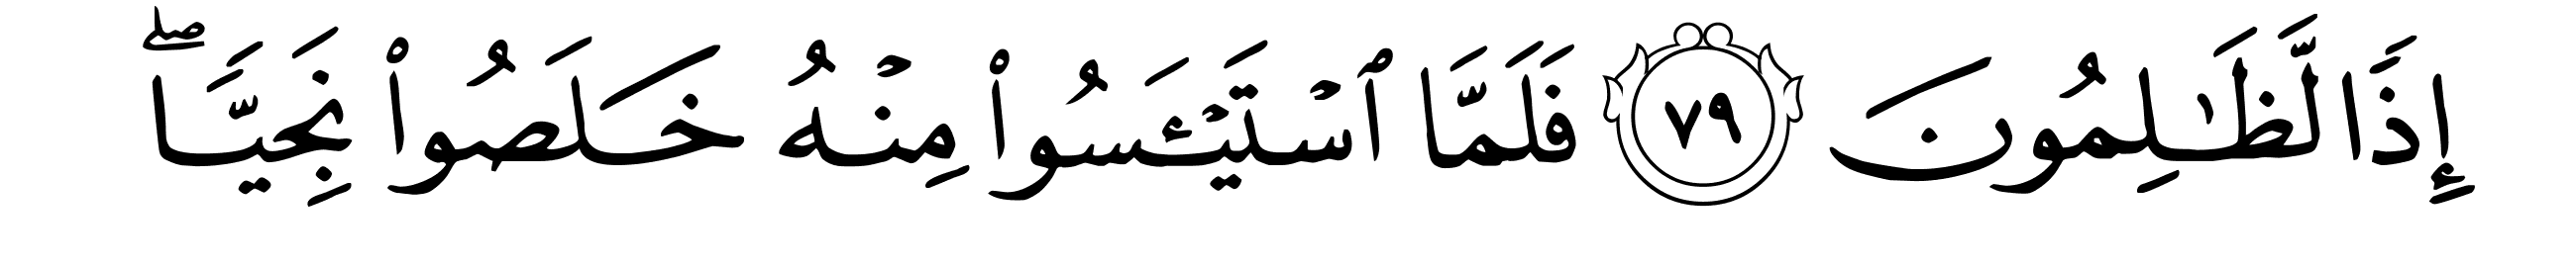 إِذًا لَّظَٰلِمُونَ ٧٩ فَلَمَّا ٱسْتَيْـَٔسُوا۟ مِنْهُ خَلَصُوا۟ نَجِيًّا ۖ